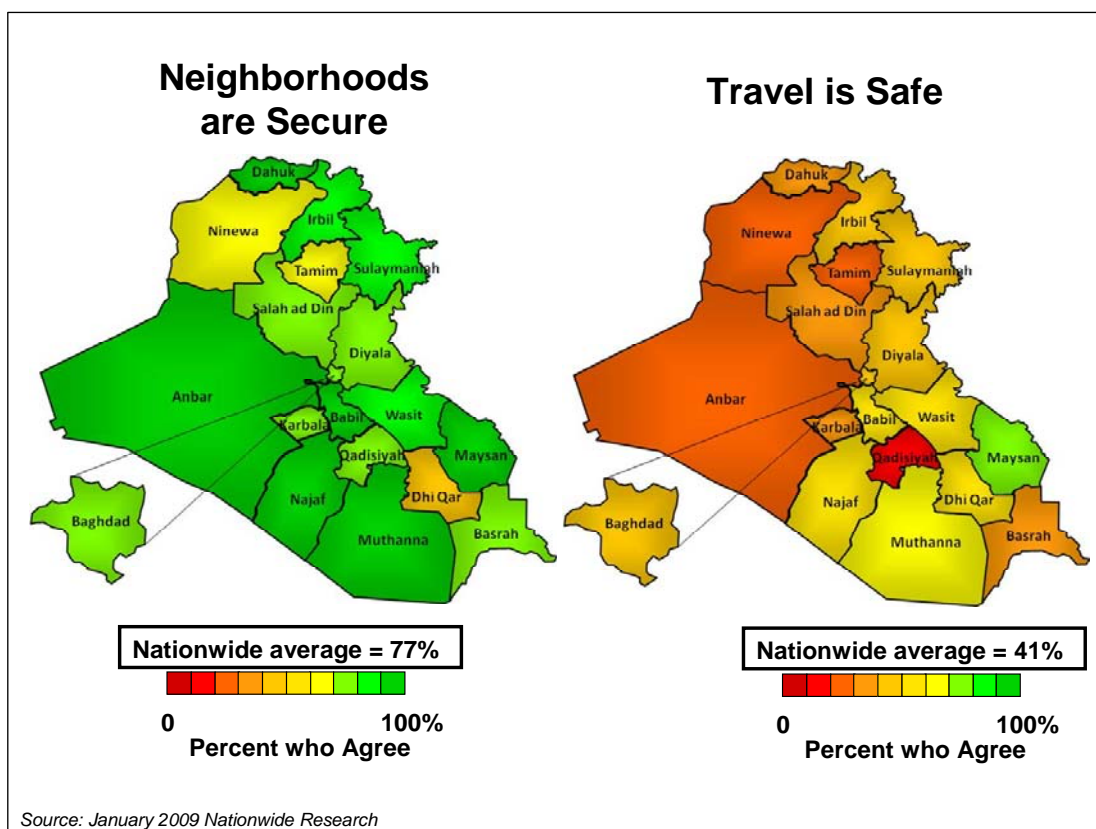 Neighborhoods
are Secure
Dahuk
Irbil
Ninewa
Tamim
Sulaymaniah
Salah ad Din
Diyala
Anbar
Babil
Wasit
Karbala
Qadisiyah
Maysan
Najaf
Dhi Qar
Baghdad
Muthanna
Basrah
Nationwide average = 77%
0
100%
Percent who Agree
Travel is Safe
Dahuk
Irbil
Ninewa
Tamim
Sulaymaniah
Salah ad Din
Diyala
Anbar
Babil
Wasit
Karbala
Qadisiyah
Maysan
Najaf
Dhi Qar
Baghdad
Muthanna
Basrah
Nationwide average = 41%
0
100%
Percent who Agree
Source: January 2009 Nationwide Research